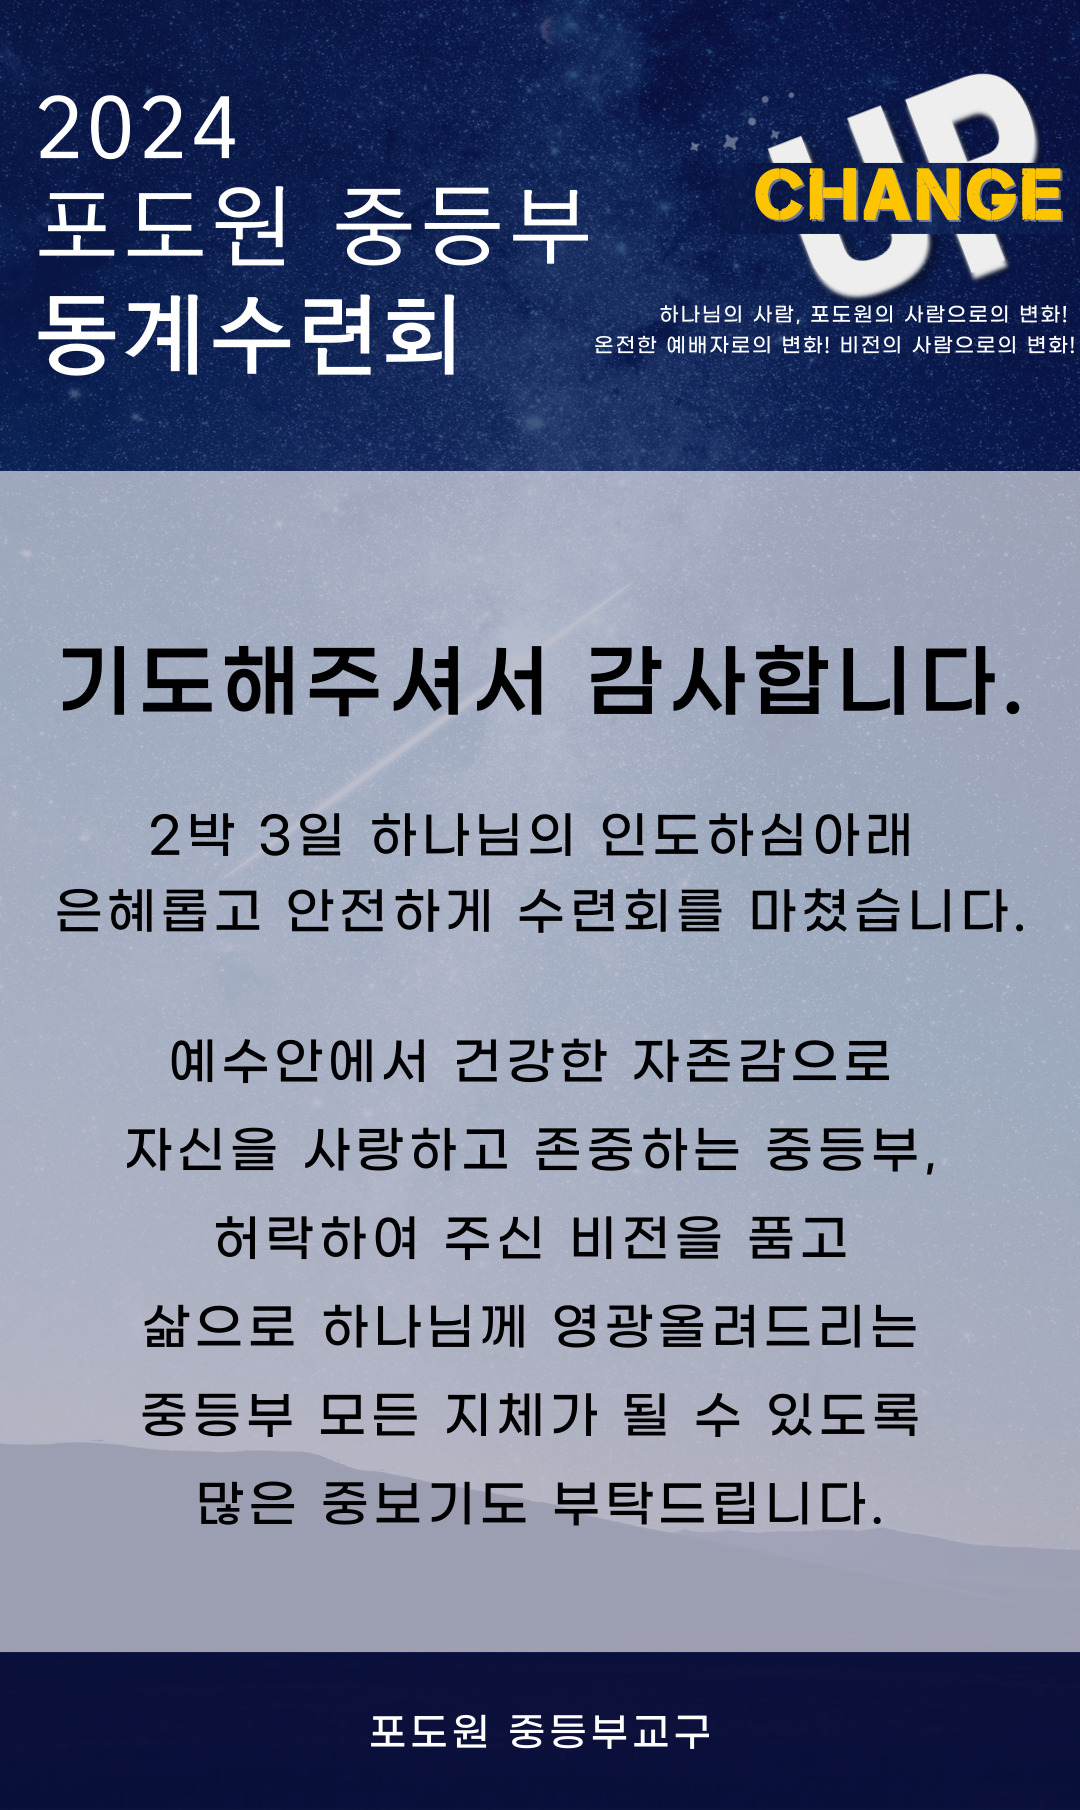 2024
포도원 중등부
동계수련회
UP
CHANGE
하나님의 사람, 포도원의 사람으로의 변화!
온전한 예배자로의 변화! 비전의 사람으로의 변화!
기도해주셔서 감사합니다.
2박 3일 하나님의 인도하심아래
은혜롭고 안전하게 수련회를 마쳤습니다.
예수안에서 건강한 자존감으로
자신을 사랑하고 존중하는 중등부,
허락하여 주신 비전을 품고
삶으로 하나님께 영광올려드리는
중등부 모든 지체가 될 수 있도록
많은 중보기도 부탁드립니다.
포도원 중등부교구